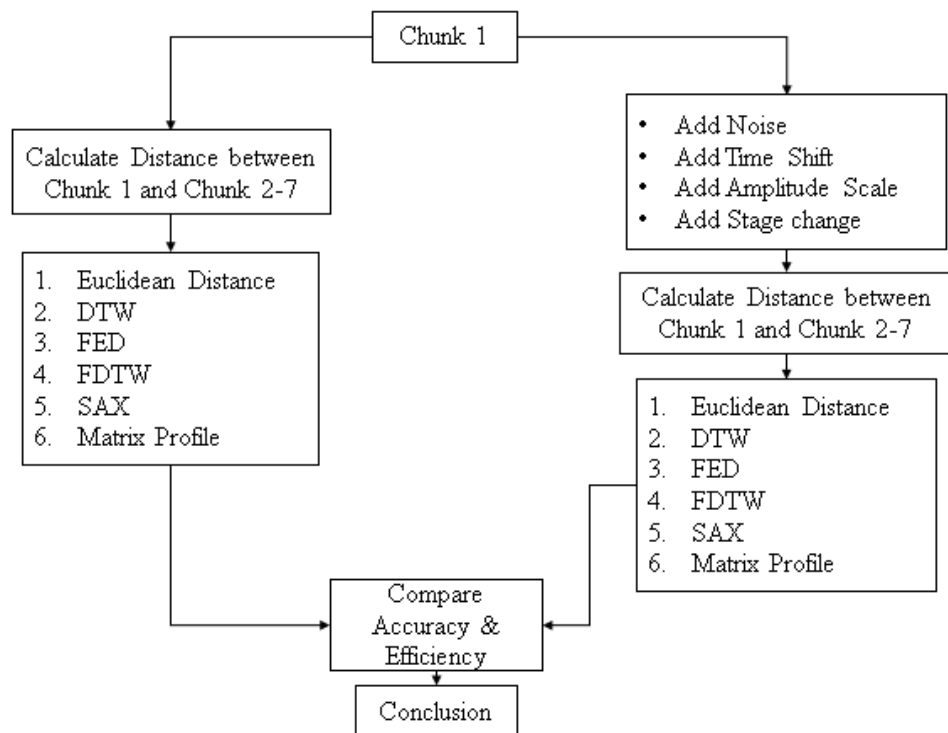 Chunk 1
Calculate Distance between
Chunk 1 and Chunk 2-7
1. Euclidean Distance
2. DTW
3. FED
4. FDTW
5. SAX
6. Matrix Profile
• Add Noise
• Add Time Shift
• Add Amplitude Scale
• Add Stage change
Calculate Distance between
Chunk 1 and Chunk 2-7
1. Euclidean Distance
2. DTW
3. FED
4. FDTW
5. SAX
6. Matrix Profile
Compare
Accuracy &
Efficiency
Conclusion